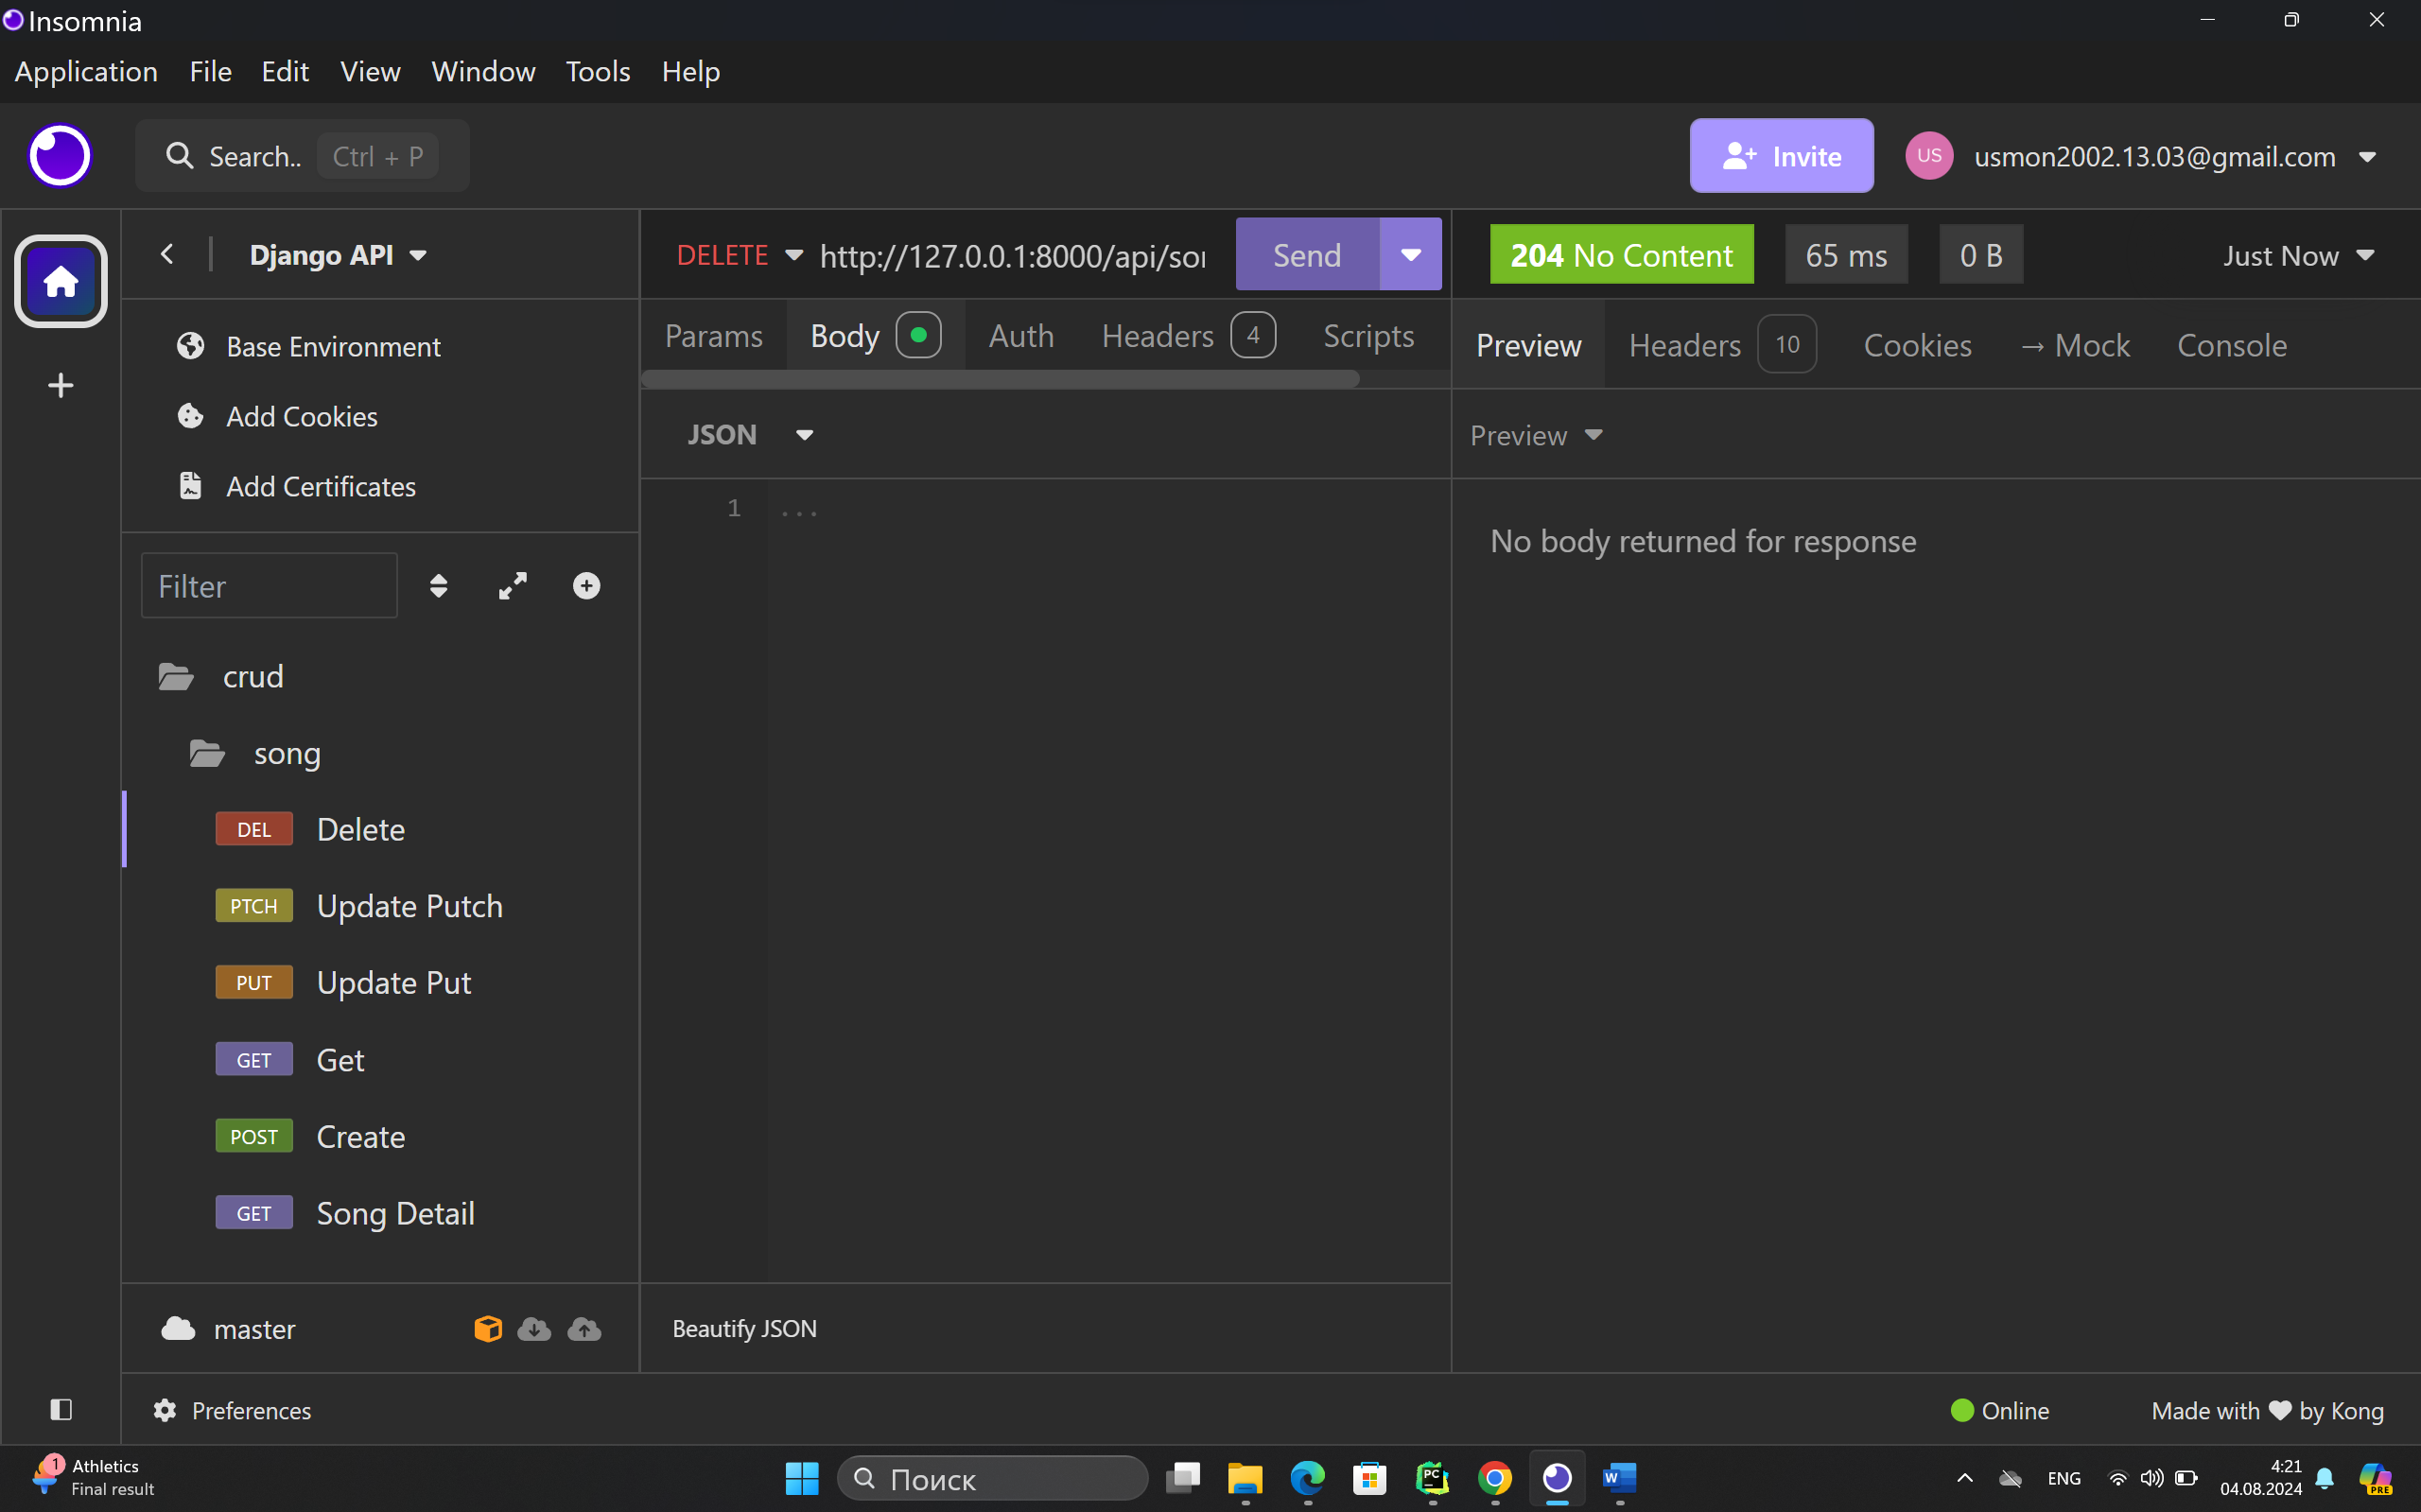 Insomnia
Application File Edit View Window Tools Help
Search.. Ctrl + P
Invite
US usmon2002.13.03@gmail.com
Django API
DELETE http://127.0.0.1:8000/api/so
Send
204 No Content 65 ms 0 B
Just Now
Base Environment
Add Cookies
Add Certificates
Params Body Auth Headers 4 Scripts
Preview Headers 10 Cookies → Mock Console
JSON
Preview
1 ...
No body returned for response
Filter
crud
song
DEL Delete
PTCH Update Putch
PUT Update Put
GET Get
POST Create
GET Song Detail
master
Beautify JSON
Preferences
Online
Made with by Kong
1 Athletics
Final result
Поиск
PC
W
ENG
4:21
04.08.2024
PRE